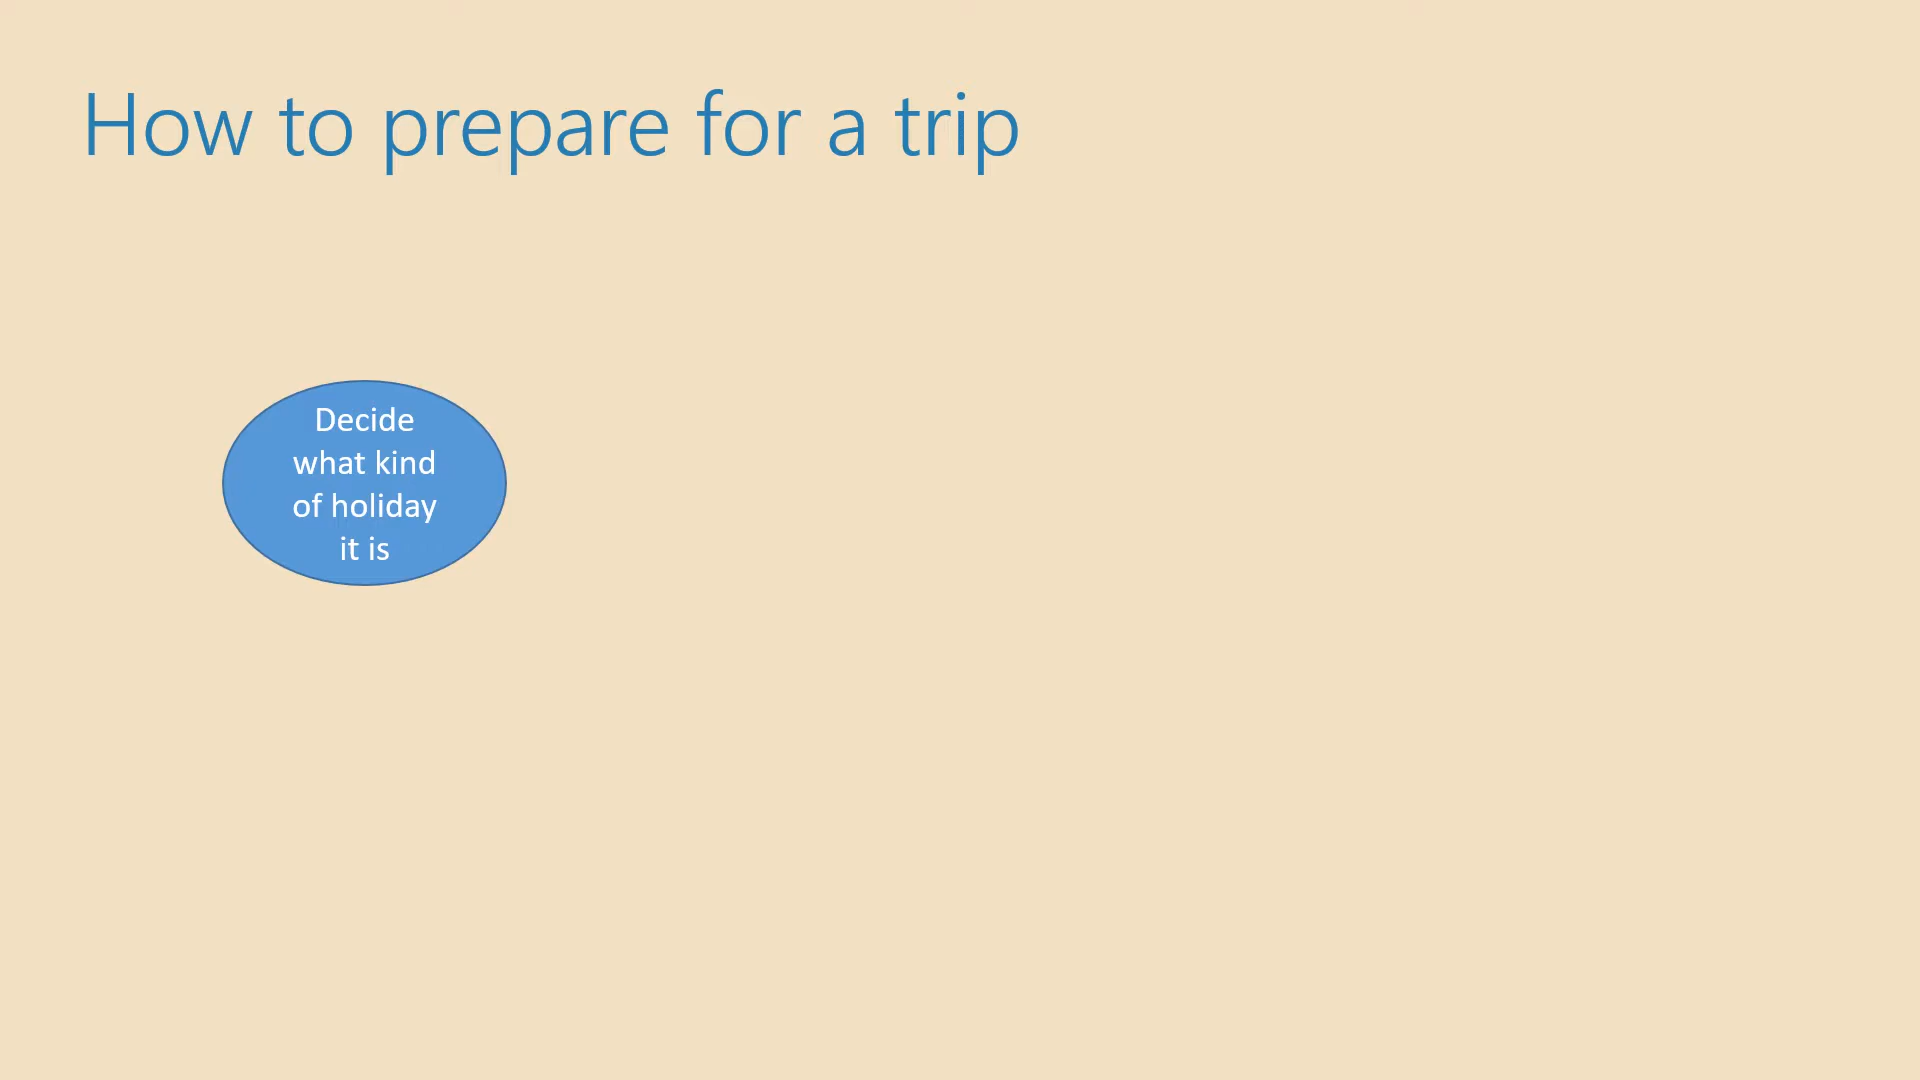 How to prepare for a trip
Decide
what kind
of holiday
it is